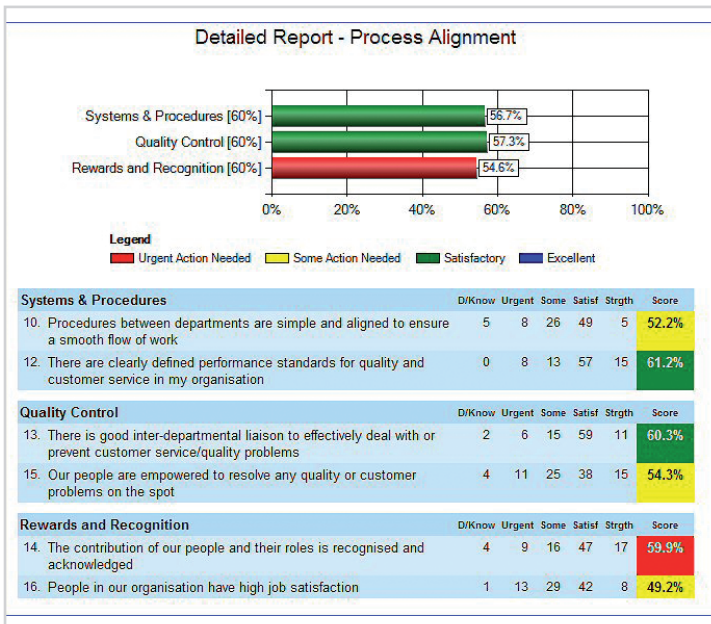 Detailed Report - Process Alignment
Systems & Procedures [60%] 56.7%
Quality Control [60%] 57.3%
Rewards and Recognition [60%] 54.6%
0% 20% 40% 60% 80% 100%
Legend
Urgent Action Needed Some Action Needed Satisfactory Excellent
Systems & Procedures D/Know Urgent Some Satisf Strgth Score
10. Procedures between departments are simple and aligned to ensure 5 8 26 49 5 52.2%
a smooth flow of work
12. There are clearly defined performance standards for quality and 0 8 13 57 15 61.2%
customer service in my organisation
Quality Control D/Know Urgent Some Satisf Strgth Score
13. There is good inter-departmental liaison to effectively deal with or 2 6 15 59 11 60.3%
prevent customer service/quality problems
15. Our people are empowered to resolve any quality or customer 4 11 25 38 15 54.3%
problems on the spot
Rewards and Recognition D/Know Urgent Some Satisf Strgth Score
14. The contribution of our people and their roles is recognised and 4 9 16 47 17 59.9%
acknowledged
16. People in our organisation have high job satisfaction 1 13 29 42 8 49.2%